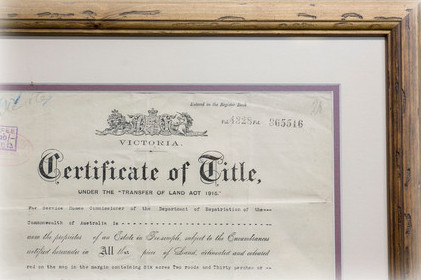 Entered in the Register Book
Vol. 4828 Fol. 965516
VICTORIA.
Certificate of Title,
UNDER THE "TRANSFER OF LAND ACT 1915."
The Service Homes Commissioner of the Department of Repatriation of the
Commonwealth of Australia is
now the proprietor of an Estate in Fee-simple, subject to the Encumbrances
notified hereunder in All that piece of Land, delineated and coloured
red on the map in the margin containing Six acres Two Roods and Thirty perches or